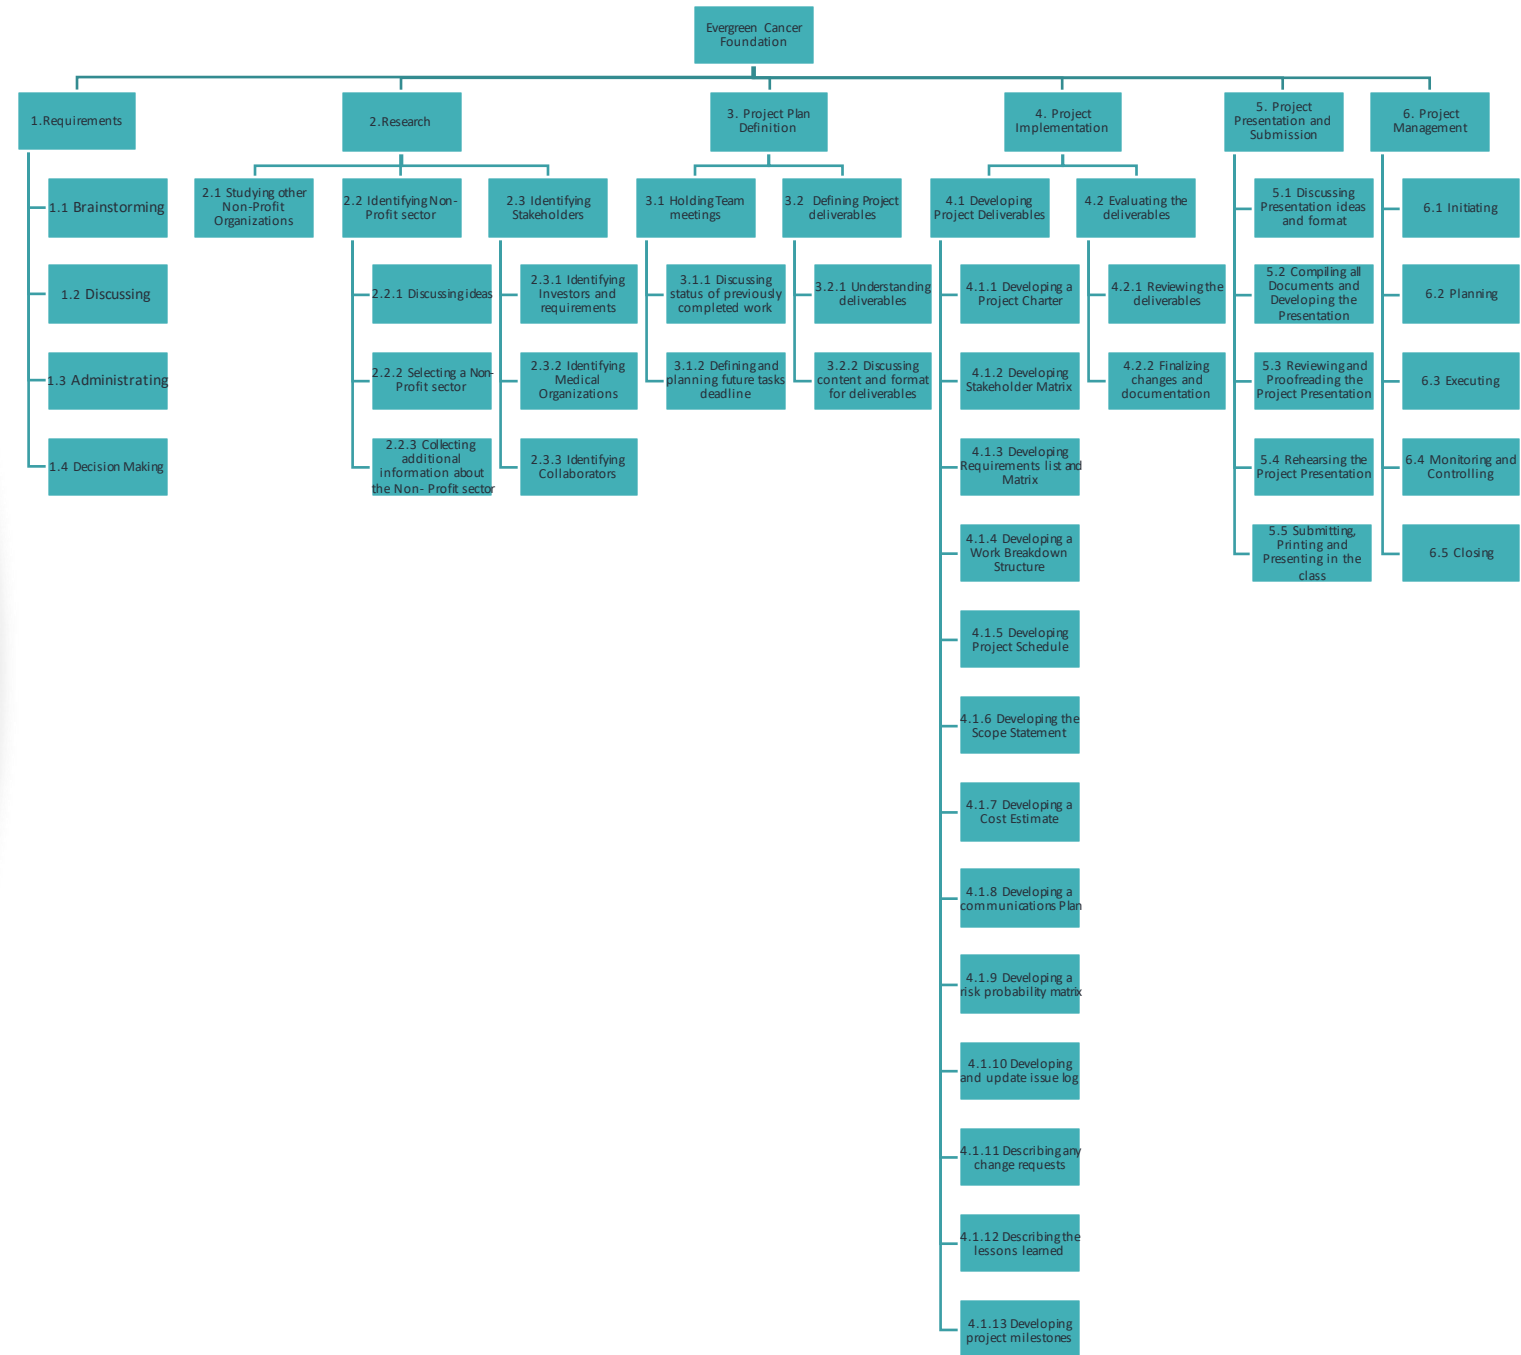 Evergreen Cancer
Foundation
1.Requirements
1.1 Brainstorming
1.2 Discussing
1.3 Administrating
1.4 Decision Making
2.Research
2.1 Studying other
Non-Profit
Organizations
2.2 Identifying Non-
Profit sector
2.2.1 Discussing ideas
2.2.2 Selecting a Non-
Profit sector
2.2.3 Collecting
additional
information about
the Non- Profit sector
2.3 Identifying
Stakeholders
2.3.1 Identifying
Investors and
requirements
2.3.2 Identifying
Medical
Organizations
2.3.3 Identifying
Collaborators
3. Project Plan
Definition
3.1 Holding Team
meetings
3.1.1 Discussing
status of previously
completed work
3.1.2 Defining and
planning future tasks
deadline
3.2 Defining Project
deliverables
3.2.1 Understanding
deliverables
3.2.2 Discussing
content and format
for deliverables
4. Project
Implementation
4.1 Developing
Project Deliverables
4.1.1 Developing a
Project Charter
4.1.2 Developing
Stakeholder Matrix
4.1.3 Developing
Requirements list and
Matrix
4.1.4 Developing a
Work Breakdown
Structure
4.1.5 Developing
Project Schedule
4.1.6 Developing the
Scope Statement
4.1.7 Developing a
Cost Estimate
4.1.8 Developing a
communications Plan
4.1.9 Developing a
risk probability matrix
4.1.10 Developing
and update issue log
4.1.11 Describing any
change requests
4.1.12 Describing the
lessons learned
4.1.13 Developing
project milestones
4.2 Evaluating the
deliverables
4.2.1 Reviewing the
deliverables
4.2.2 Finalizing
changes and
documentation
5. Project
Presentation and
Submission
5.1 Discussing
Presentation ideas
and format
5.2 Compiling all
Documents and
Developing the
Presentation
5.3 Reviewing and
Proofreading the
Project Presentation
5.4 Rehearsing the
Project Presentation
5.5 Submitting,
Printing and
Presenting in the
class
6. Project
Management
6.1 Initiating
6.2 Planning
6.3 Executing
6.4 Monitoring and
Controlling
6.5 Closing